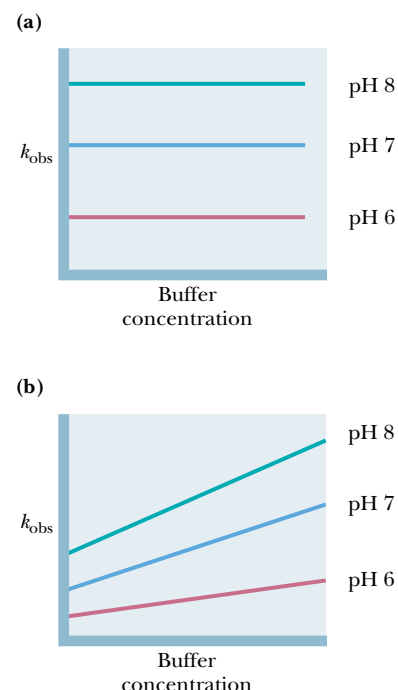 (a)
pH 8
pH 7
k_obs
pH 6
Buffer
concentration
(b)
pH 8
pH 7
k_obs
pH 6
Buffer
concentration